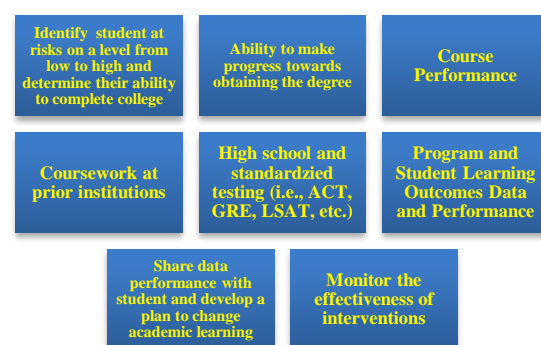 Identify student at
risks on a level from
low to high and
determine their ability
to complete college
Ability to make
progress towards
obtaining the degree
Course
Performance
Coursework at
prior institutions
High school and
standardzied
testing (i.e., ACT,
GRE, LSAT, etc.)
Program and
Student Learning
Outcomes Data
and Performance
Share data
performance with
student and develop a
plan to change
academic learning
Monitor the
effectiveness of
interventions